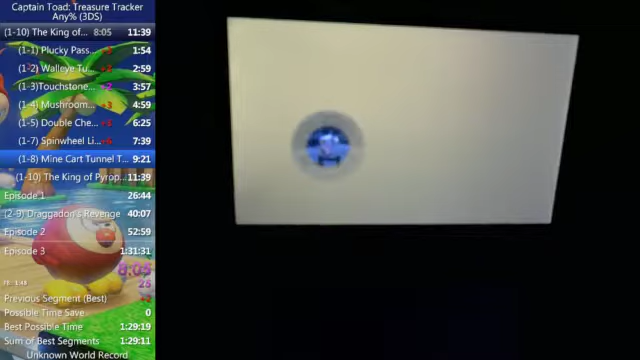 Captain Toad: Treasure Tracker
Any% (3DS)
(1-10) The King of... 8:05 11:39
(1-1) Plucky Pass... 1:54
(1-2) Walleye Tu... 2:59
(1-3)Touchstone... 3:57
(1-4) Mushroom... 4:59
(1-5) Double Che... 6:25
(1-7) Spinwheel Li... 7:39
(1-8) Mine Cart Tunnel T... 9:21
(1-10) The King of Pyrop... 11:39
Episode 1 26:44
(2-9) Draggadon's Revenge 40:07
Episode 2 52:59
Episode 3 1:31:31
8:05
Previous Segment (Best)
Possible Time Save 0
Best Possible Time 1:29:19
Sum of Best Segments 1:29:11
Unknown World Record